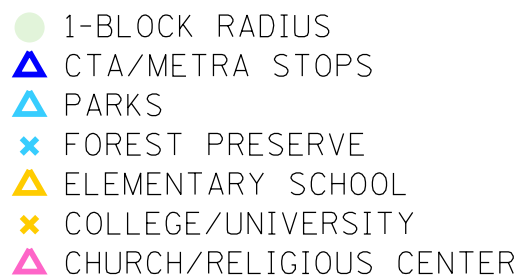 1-BLOCK RADIUS
CTA/METRA STOPS
PARKS
FOREST PRESERVE
ELEMENTARY SCHOOL
COLLEGE/UNIVERSITY
CHURCH/RELIGIOUS CENTER